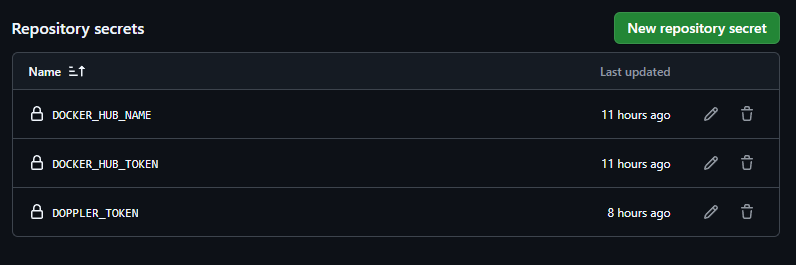 Repository secrets
New repository secret
Name
Last updated
DOCKER_HUB_NAME
11 hours ago
DOCKER_HUB_TOKEN
11 hours ago
DOPPLER_TOKEN
8 hours ago